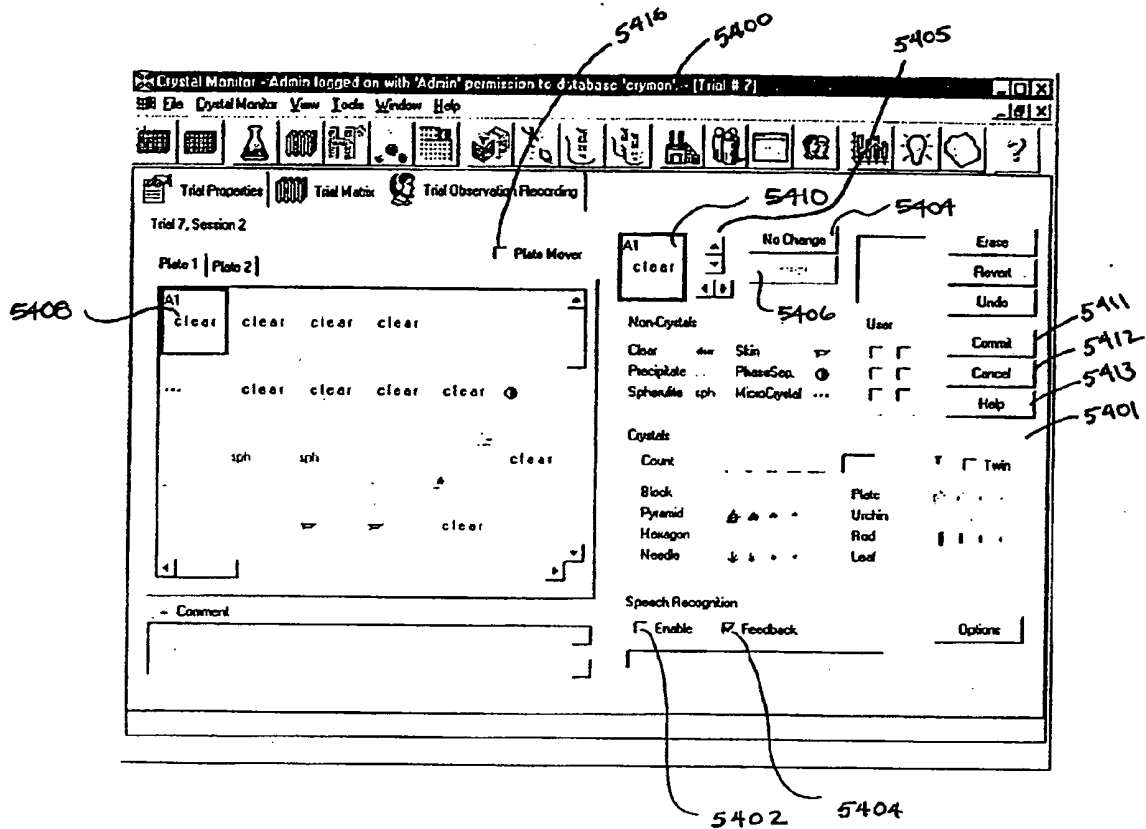 5416
5400
5405
Crystal Monitor - 'Admin logged on with 'Admin' permission to database 'crymon'. - [Trial # 7]
File Crystal Monitor View Tools Window Help
Trial Properties Trial Matrix Trial Observation Recording
5410
5404
Trial 7, Session 2
Plate Mover
A1
clear
No Change
Erase
Revert
Undo
Plate 1 Plate 2
5408
5406
5411
A1
clear clear clear clear
Non-Crystals
User
Commit
5412
Clear clear Skin
Cancel
5413
Precipitate PhaseSep.
... clear clear clear clear
Spherulite sph MicroCrystal ...
Help
5401
sph sph clear
Crystals
Count
Twin
Block Plate
Pyramid Urchin
clear
Hexagon Rod
Needle Leaf
Comment
Speech Recognition
Enable Feedback
Options
5402
5404